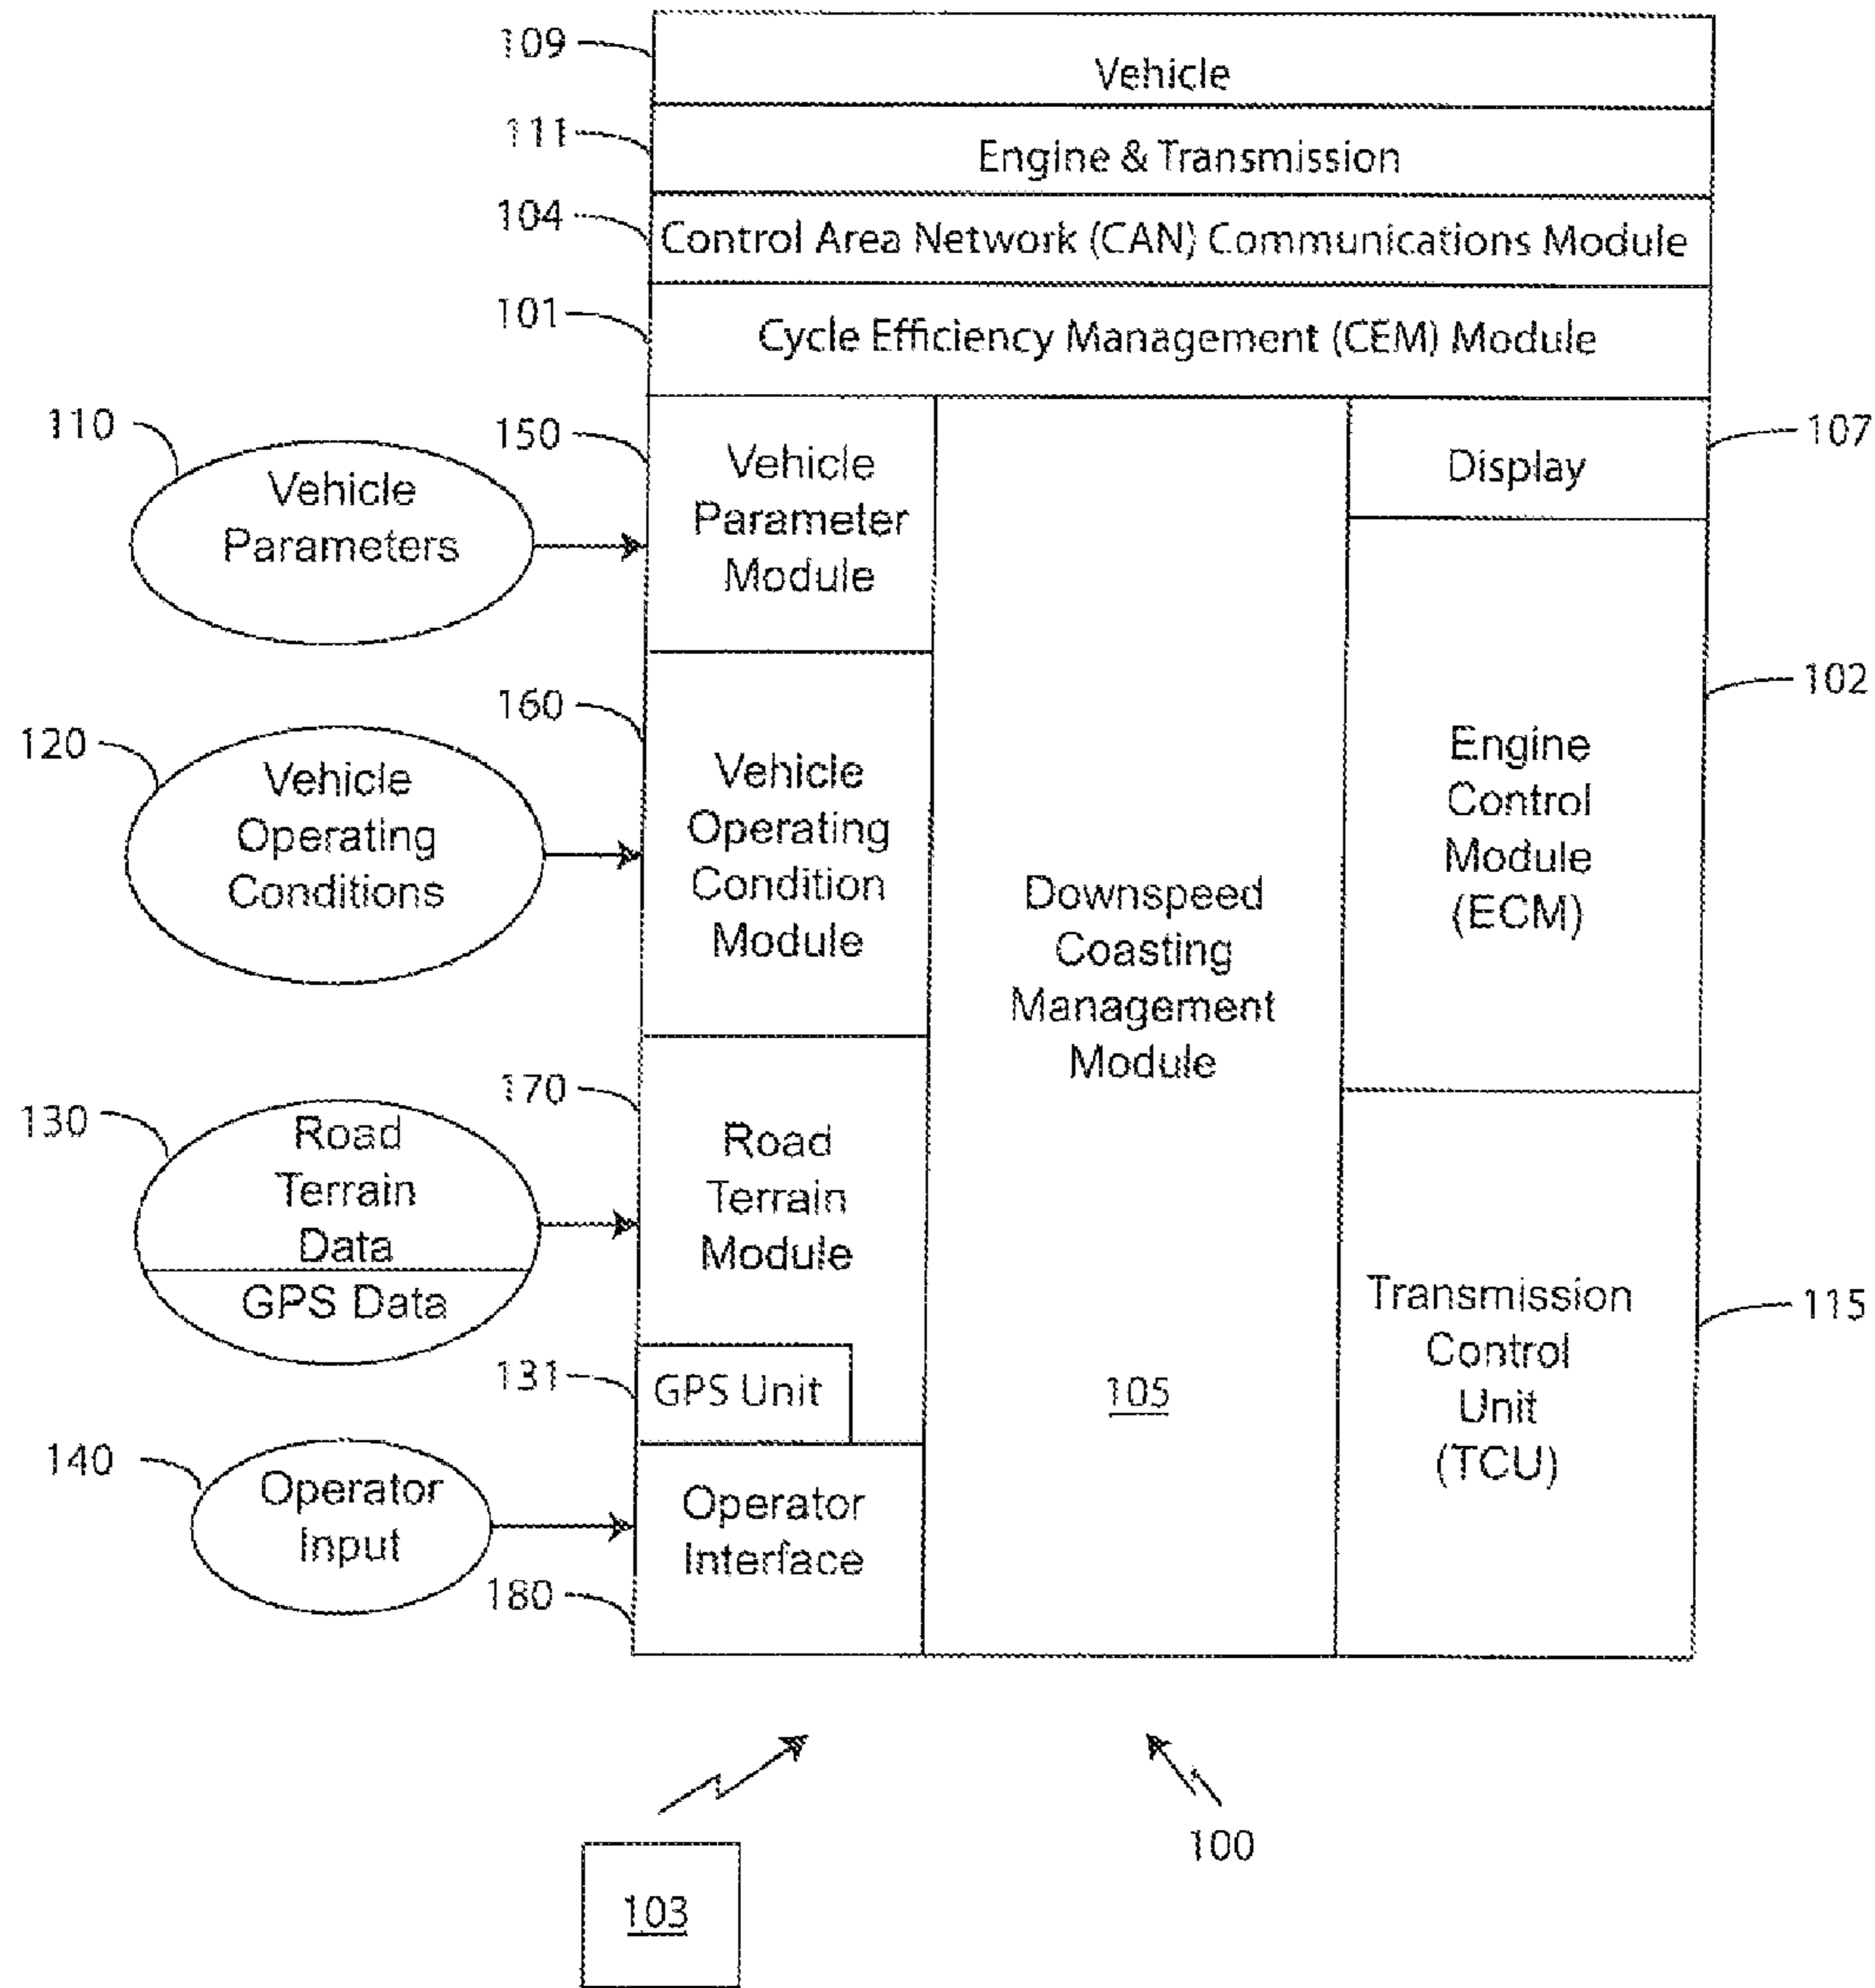 109
Vehicle
111
Engine & Transmission
104
Control Area Network (CAN) Communications Module
101
Cycle Efficiency Management (CEM) Module
110
Vehicle
Parameters
150
Vehicle
Parameter
Module
107
Display
120
Vehicle
Operating
Conditions
160
Vehicle
Operating
Condition
Module
Downspeed
Coasting
Management
Module
105
102
Engine
Control
Module
(ECM)
130
Road
Terrain
Data
GPS Data
170
Road
Terrain
Module
131
GPS Unit
115
Transmission
Control
Unit
(TCU)
140
Operator
Input
180
Operator
Interface
103
100